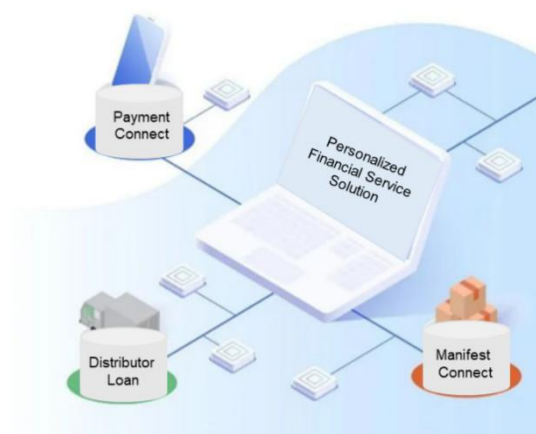 Payment
Connect
Personalized
Financial Service
Solution
Distributor
Loan
Manifest
Connect